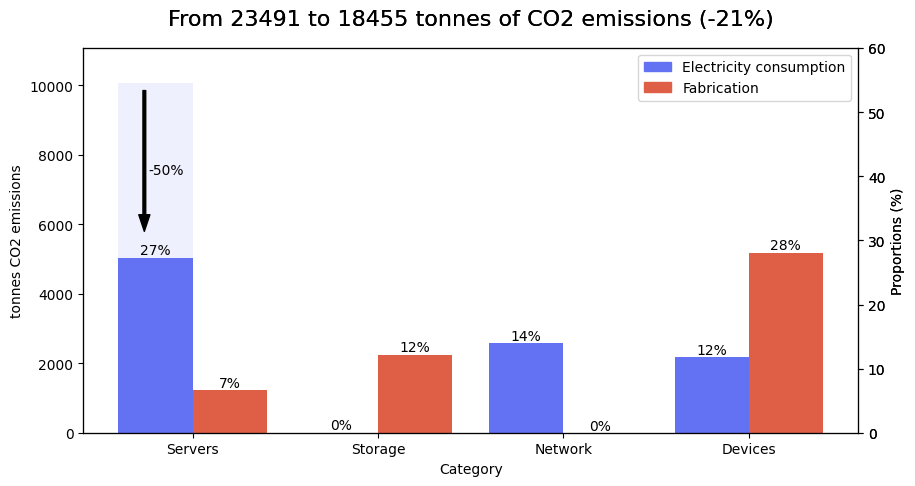 From 23491 to 18455 tonnes of CO2 emissions (-21%)
tonnes CO2 emissions
10000
8000
6000
4000
2000
0
-50%
27%
7%
0%
12%
14%
0%
12%
28%
Electricity consumption
Fabrication
60
50
40
30
20
10
0
Proportions (%)
Servers
Storage
Network
Devices
Category